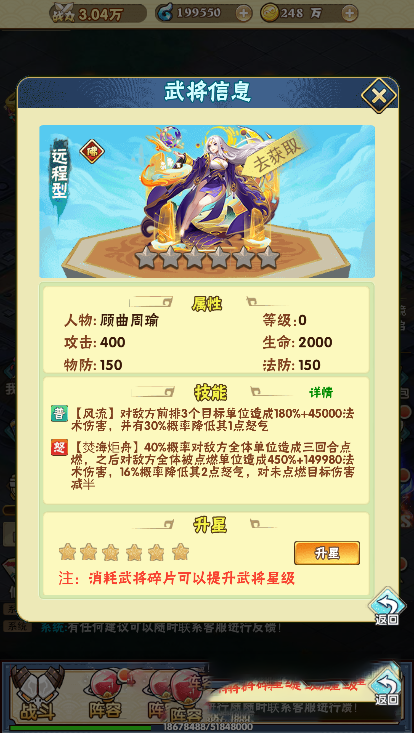 战力 3.04万
199550
248 万
武将信息
远程型
去获取
属性
人物: 顾曲周瑜
等级:0
攻击: 400
生命: 2000
物防: 150
法防: 150
技能
详情
普
【风流】对敌方前排3个目标单位造成180%+45000法
术伤害，并有30%概率降低其1点怒气
怒
【焚海炬舟】40%概率对敌方全体单位造成三回合点
燃，之后对敌方全体被点燃单位造成450%+149980法
术伤害，16%概率降低其2点怒气，对未点燃目标伤害
减半
升星
升星
注：消耗武将碎片可以提升武将星级
返回
系统:有任何建议可以随时联系客服进行反馈！
战斗
阵容
阵容
返回
18678488/51848000